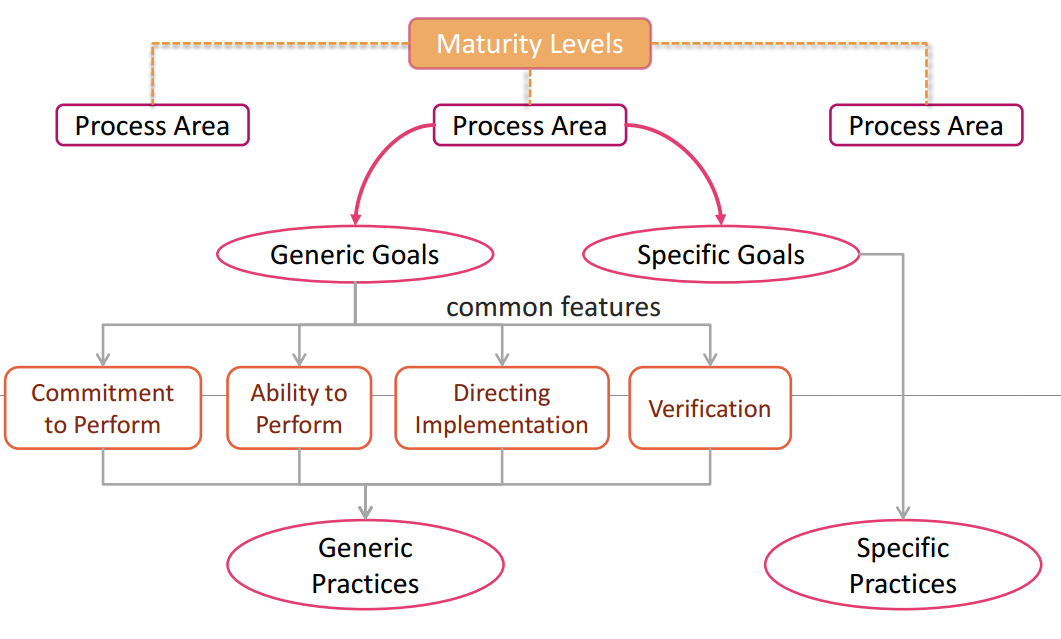 Maturity Levels
Process Area
Process Area
Process Area
Generic Goals
Specific Goals
common features
Commitment
to Perform
Ability to
Perform
Directing
Implementation
Verification
Generic
Practices
Specific
Practices